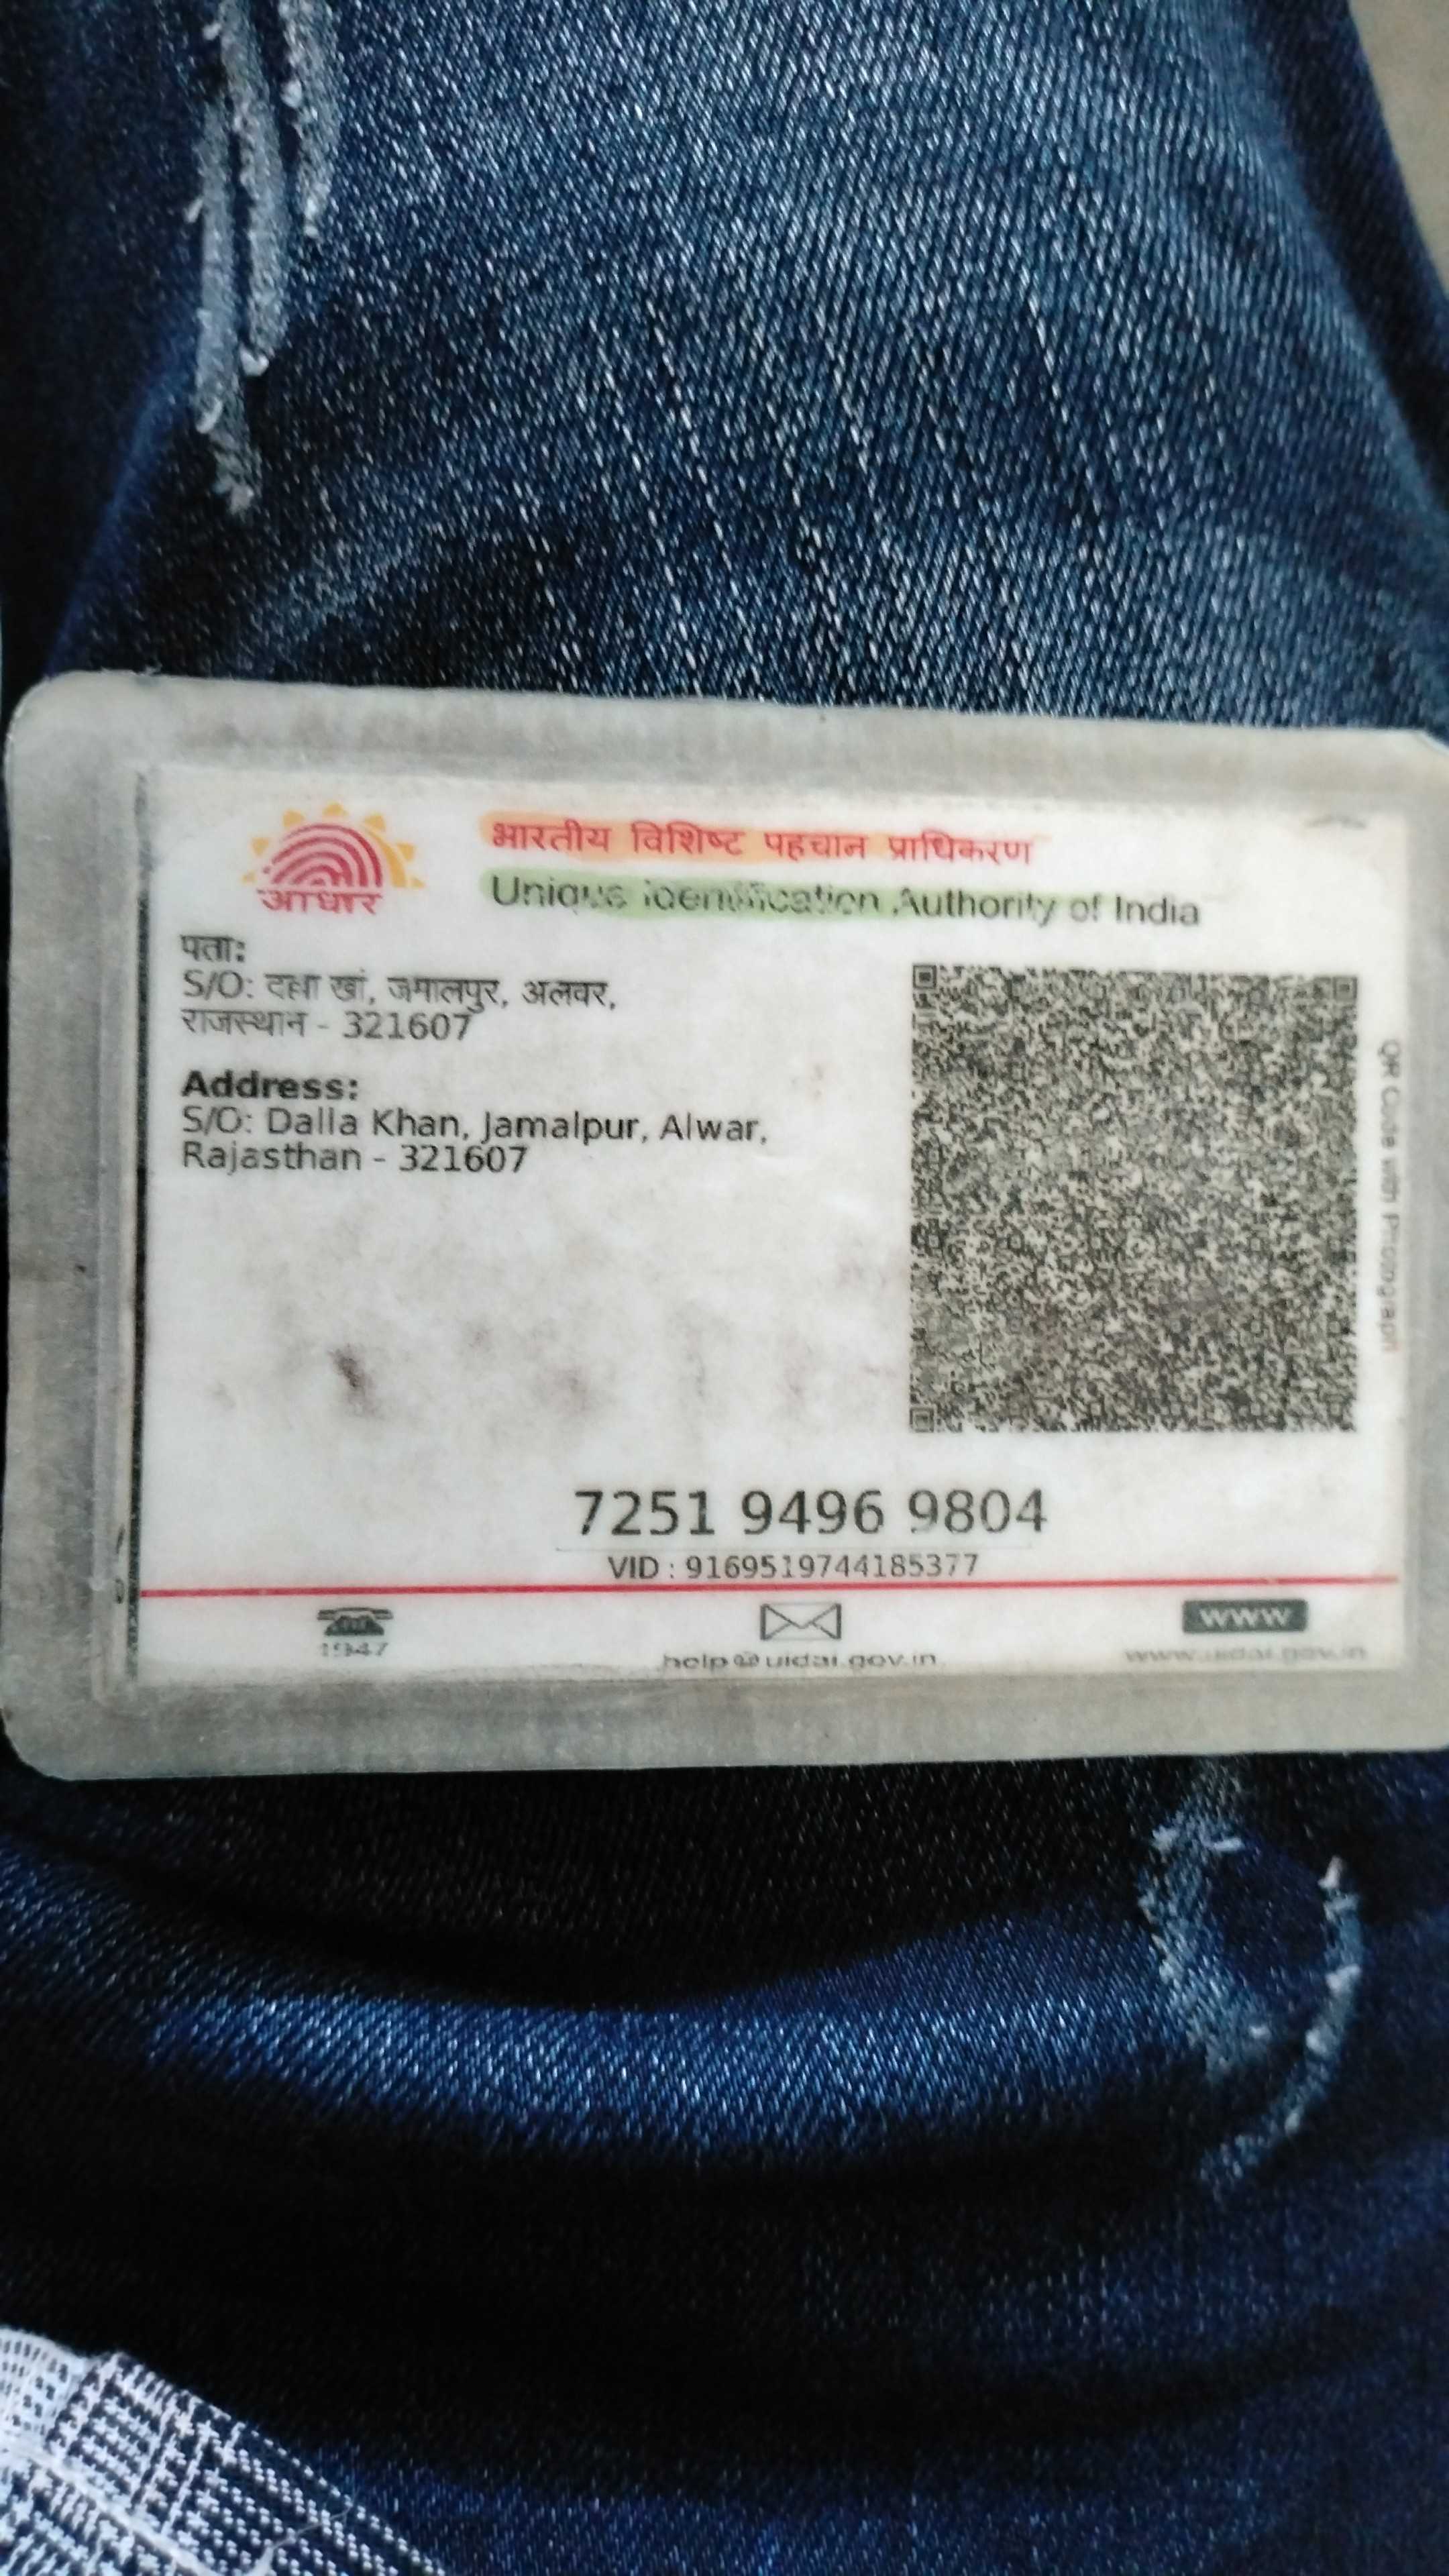 भारतीय विशिष्ट पहचान प्राधिकरण
Unique Identification Authority of India
आधार
पता:
S/O: दल्ला खां, जमालपुर, अलवर,
राजस्थान - 321607
Address:
S/O: Dalla Khan, Jamalpur, Alwar,
Rajasthan - 321607
QR Code with Photograph
7251 9496 9804
VID : 9169519744185377
1947
help@uidai.gov.in
WWW
www.uidai.gov.in